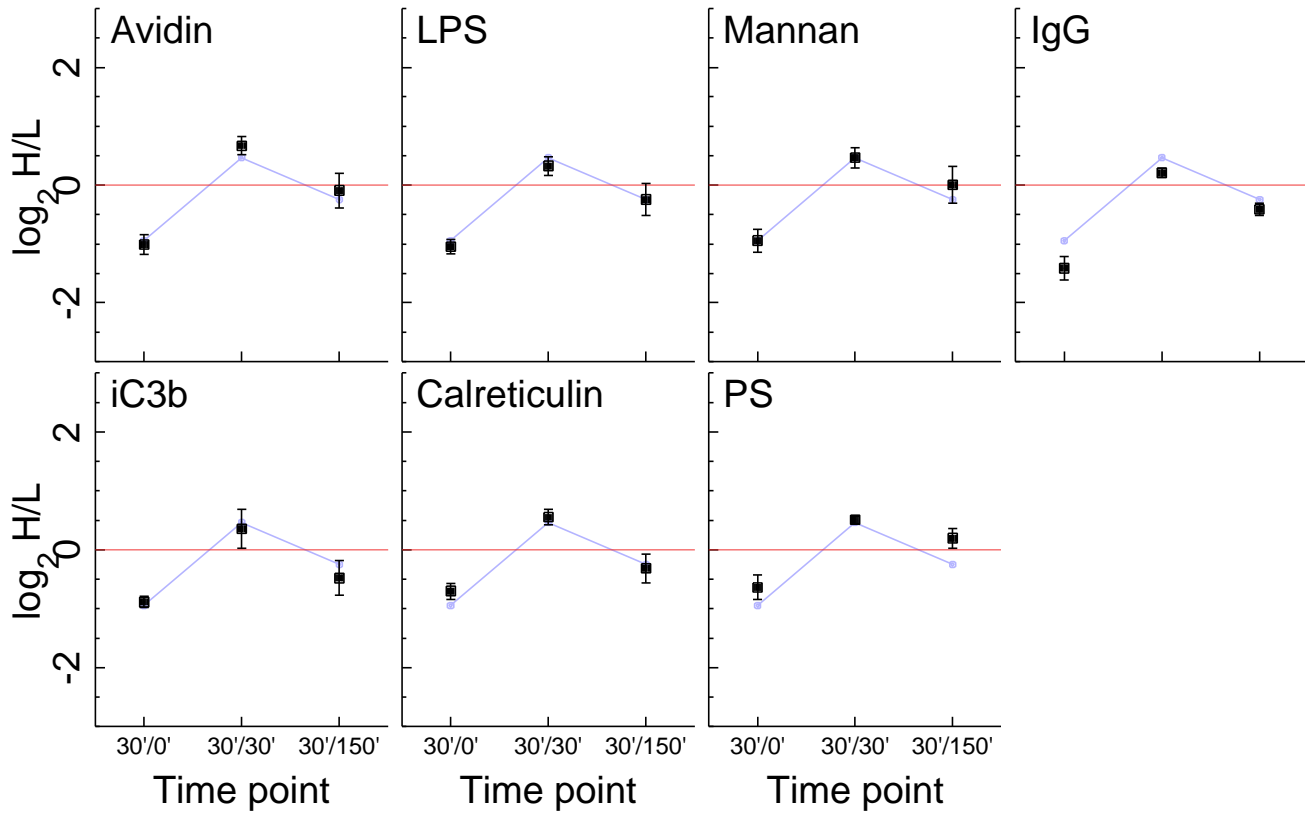 Avidin LPS Mannan IgG
2
0
-2
log₂ H/L
iC3b Calreticulin PS
2
0
-2
log₂ H/L
30'/0' 30'/30' 30'/150' 30'/0' 30'/30' 30'/150' 30'/0' 30'/30' 30'/150'
Time point Time point Time point